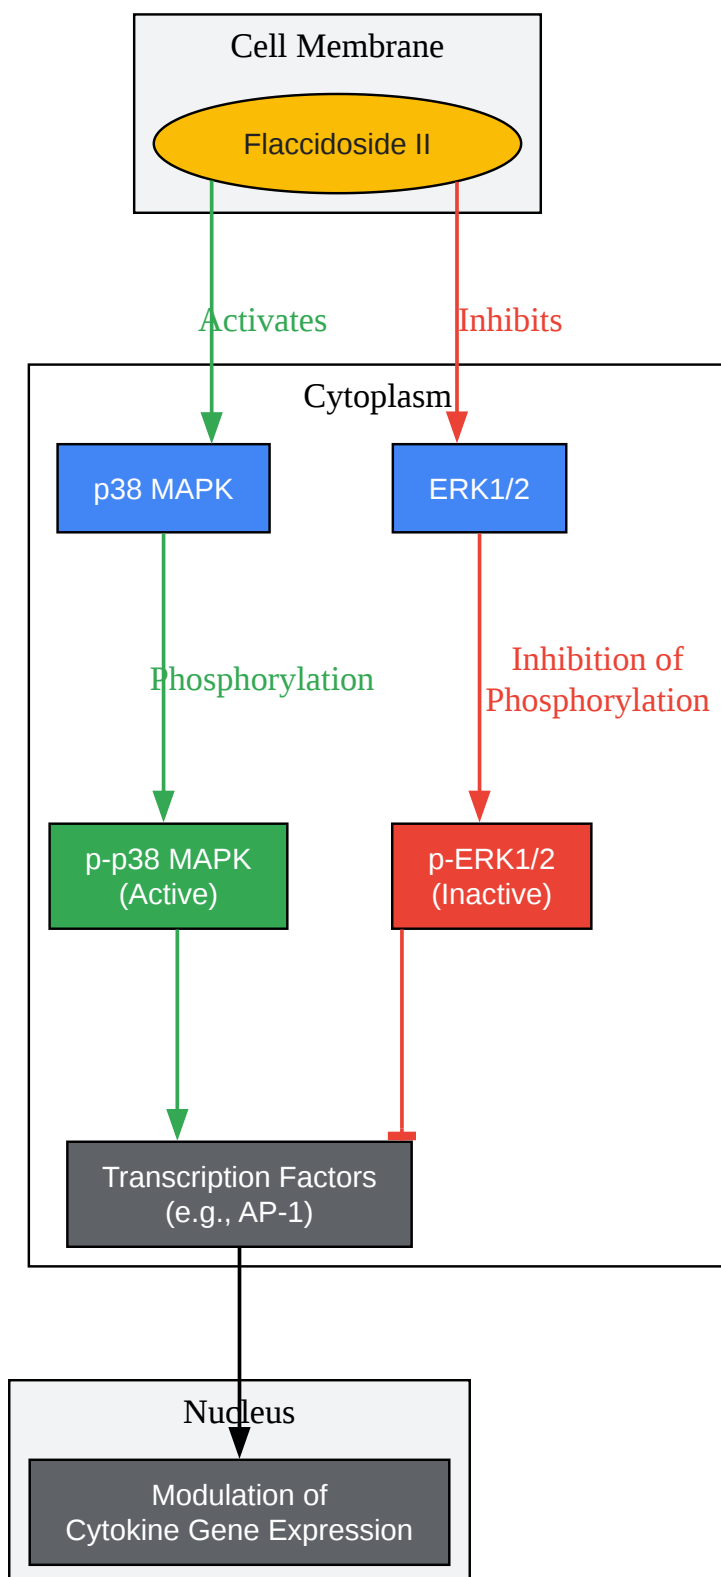 Cell Membrane
Flaccidoside II
Activates
Inhibits
Cytoplasm
p38 MAPK
ERK1/2
Phosphorylation
Inhibition of
Phosphorylation
p-p38 MAPK
(Active)
p-ERK1/2
(Inactive)
Transcription Factors
(e.g., AP-1)
Nucleus
Modulation of
Cytokine Gene Expression